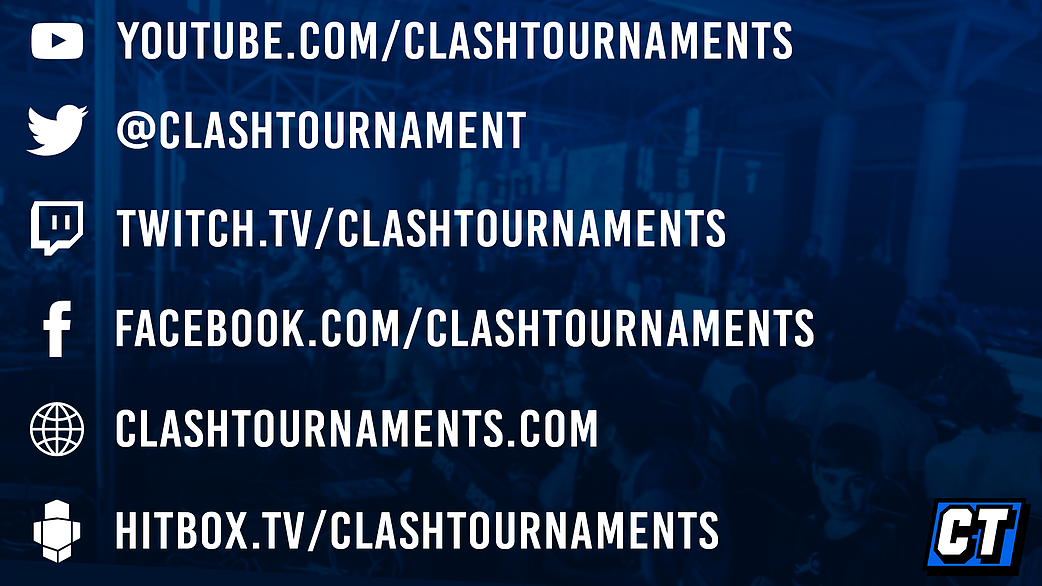 YOUTUBE.COM/CLASHTOURNAMENTS
@CLASHTOURNAMENT
TWITCH.TV/CLASHTOURNAMENTS
FACEBOOK.COM/CLASHTOURNAMENTS
CLASHTOURNAMENTS.COM
HITBOX.TV/CLASHTOURNAMENTS
CT